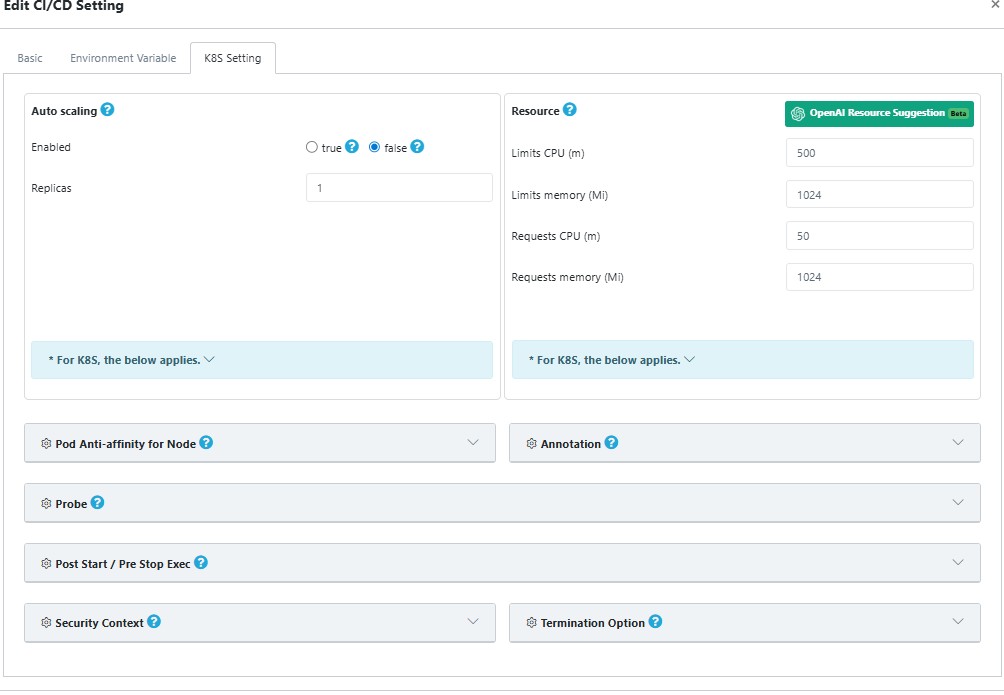 Edit CI/CD Setting
Basic Environment Variable K8S Setting
Auto scaling
Enabled true false
Replicas 1
* For K8S, the below applies.
Resource OpenAI Resource Suggestion Beta
Limits CPU (m) 500
Limits memory (Mi) 1024
Requests CPU (m) 50
Requests memory (Mi) 1024
* For K8S, the below applies.
Pod Anti-affinity for Node
Annotation
Probe
Post Start / Pre Stop Exec
Security Context
Termination Option